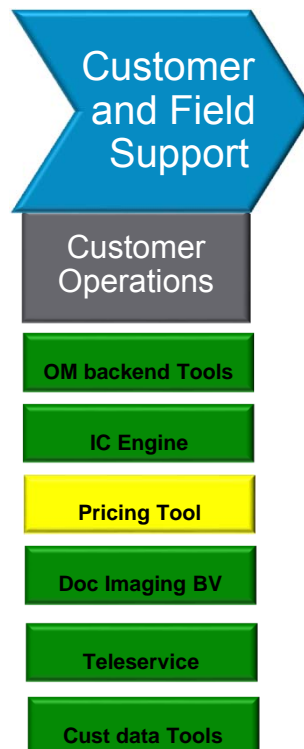 Customer
and Field
Support
Customer
Operations
OM backend Tools
IC Engine
Pricing Tool
Doc Imaging BV
Teleservice
Cust data Tools